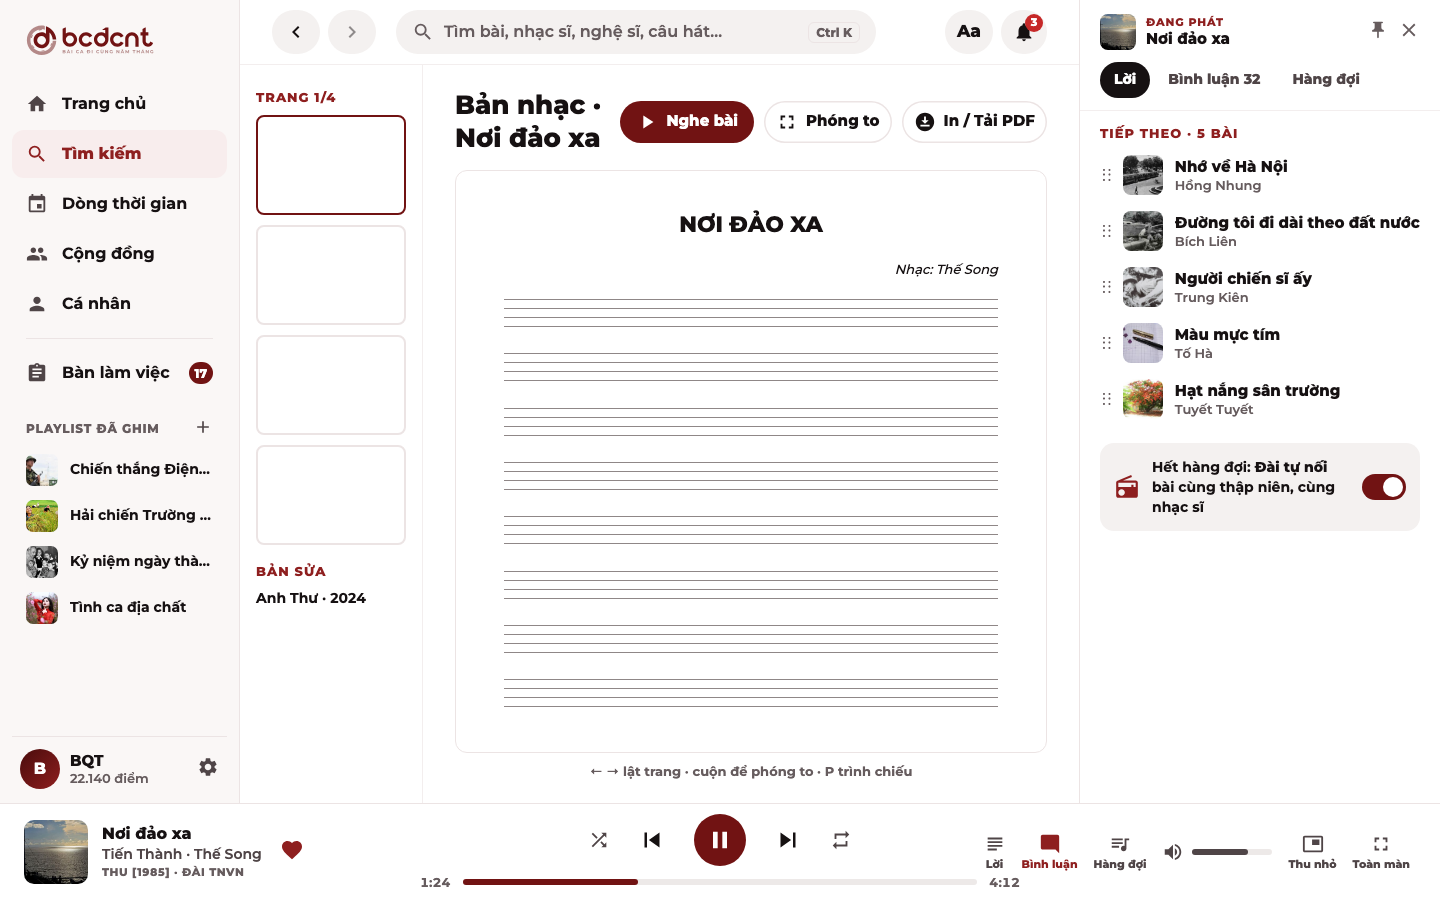 bcdcnt
BÀI CA ĐI CÙNG NĂM THÁNG
Trang chủ
Tìm kiếm
Dòng thời gian
Cộng đồng
Cá nhân
Bàn làm việc
17
PLAYLIST ĐÃ GHIM
Chiến thắng Điện...
Hải chiến Trường ...
Kỷ niệm ngày thà...
Tình ca địa chất
B
BQT
22.140 điểm
Tìm bài, nhạc sĩ, nghệ sĩ, câu hát...
Ctrl K
Aa
3
TRANG 1/4
BẢN SỬA
Anh Thư · 2024
Bản nhạc ·
Nơi đảo xa
Nghe bài
Phóng to
In / Tải PDF
NƠI ĐẢO XA
Nhạc: Thế Song
← → lật trang · cuộn để phóng to · P trình chiếu
ĐANG PHÁT
Nơi đảo xa
Lời
Bình luận 32
Hàng đợi
TIẾP THEO · 5 BÀI
Nhớ về Hà Nội
Hồng Nhung
Đường tôi đi dài theo đất nước
Bích Liên
Người chiến sĩ ấy
Trung Kiên
Màu mực tím
Tố Hà
Hạt nắng sân trường
Tuyết Tuyết
Hết hàng đợi: Đài tự nối
bài cùng thập niên, cùng
nhạc sĩ
Nơi đảo xa
Tiến Thành · Thế Song
THU [1985] · ĐÀI TNVN
1:24
4:12
Lời
Bình luận
Hàng đợi
Thu nhỏ
Toàn màn